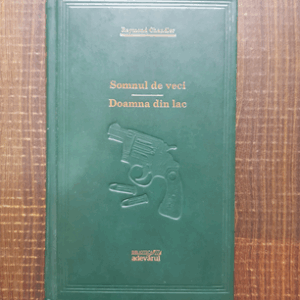 Raymond Chandler
Somnul de veci
Doamna din lac
adevărul